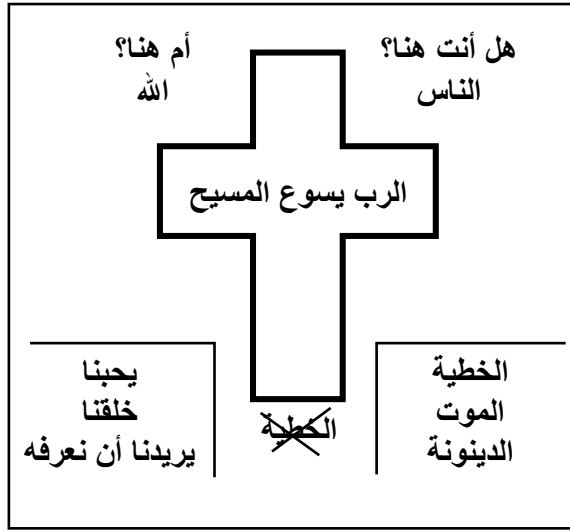 هل أنت هنا؟
الناس
أم هنا؟
الله
الرب يسوع المسيح
الخطية
الموت
الدينونة
الخطية
يحبنا
خلقنا
يريدنا أن نعرفه